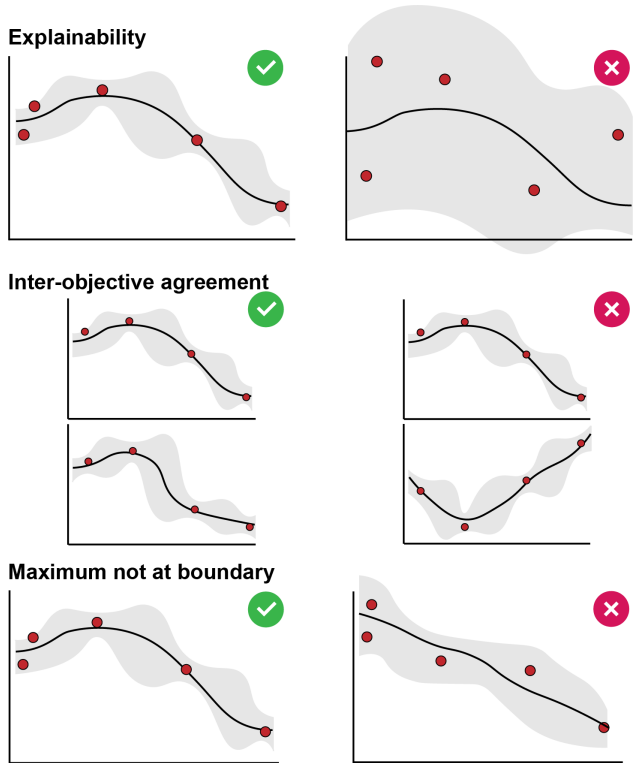 Explainability
Inter-objective agreement
Maximum not at boundary